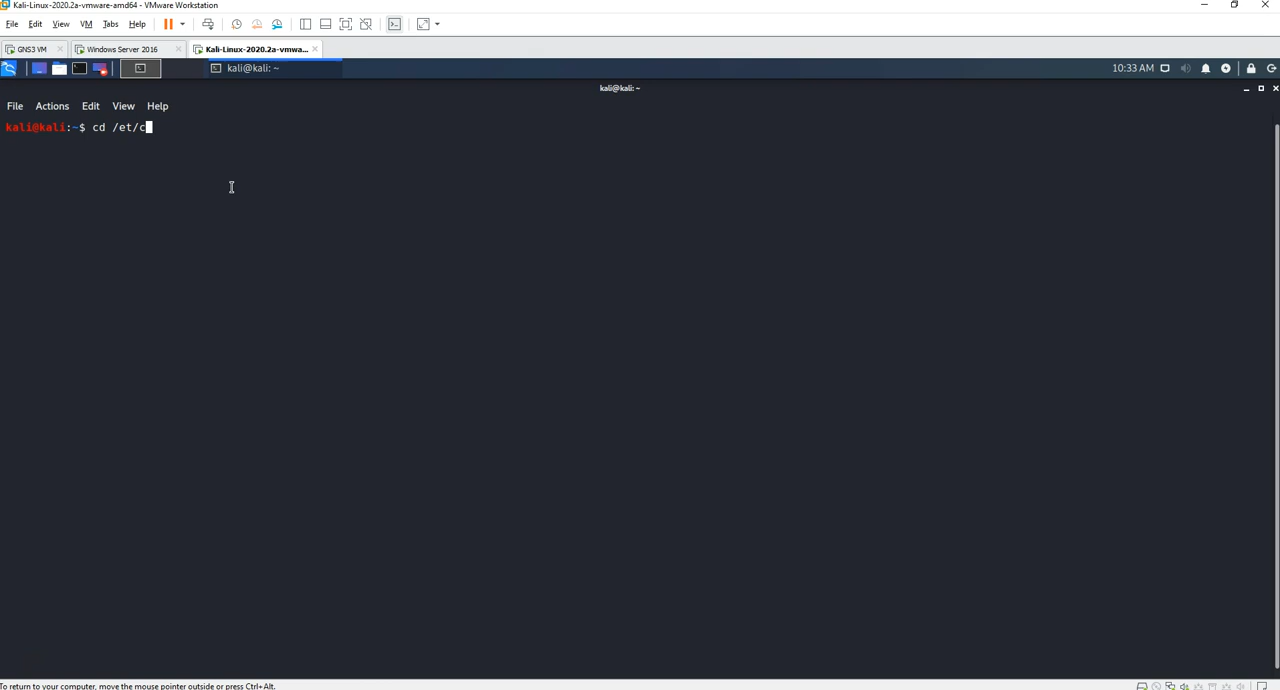 Kali-Linux-2020.2a-vmware-amd64 - VMware Workstation
File Edit View VM Tabs Help
GNS3 VM Windows Server 2016 Kali-Linux-2020.2a-vmwa...
kali@kali: ~ 10:33 AM
kali@kali: ~
File Actions Edit View Help
kali@kali:~$ cd /et/c
To return to your computer, move the mouse pointer outside or press Ctrl+Alt.